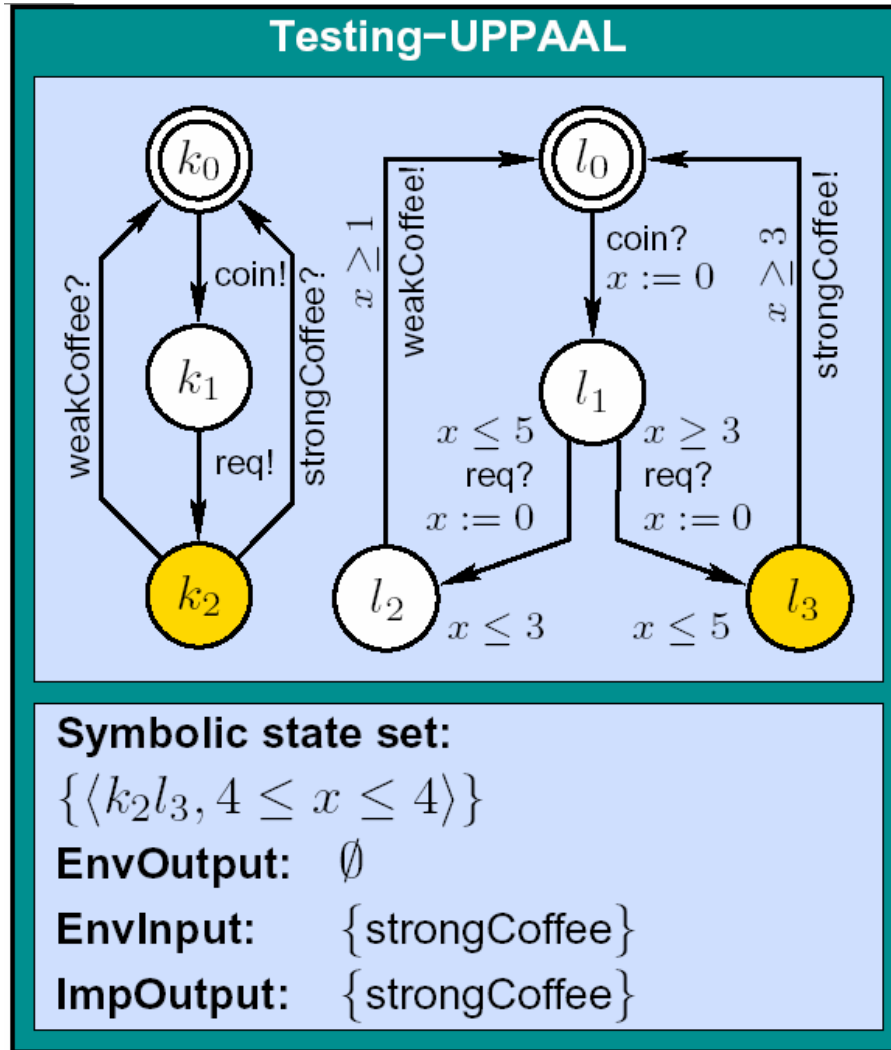 Testing-UPPAAL
k₀
coin!
k₁
req!
k₂
weakCoffee?
strongCoffee?
l₀
coin?
x := 0
l₁
x ≤ 5
req?
x := 0
x ≥ 3
req?
x := 0
l₂
x ≤ 3
x ≤ 5
l₃
x ≥ 1
weakCoffee!
x ≥ 3
strongCoffee!
Symbolic state set:
{⟨k₂l₃, 4 ≤ x ≤ 4⟩}
EnvOutput: ∅
EnvInput: {strongCoffee}
ImpOutput: {strongCoffee}